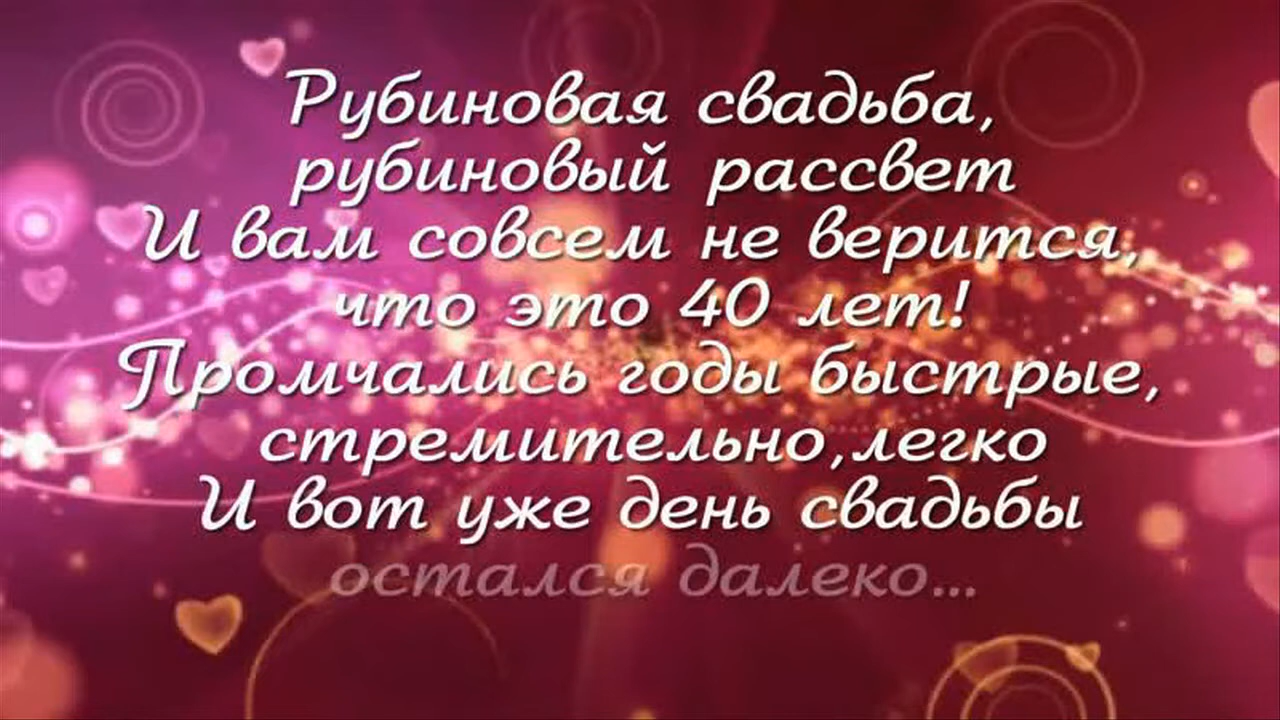 Рубиновая свадьба,
рубиновый рассвет
И вам совсем не верится,
что это 40 лет!
Промчались годы быстрые,
стремительно,легко
И вот уже день свадьбы
остался далеко...